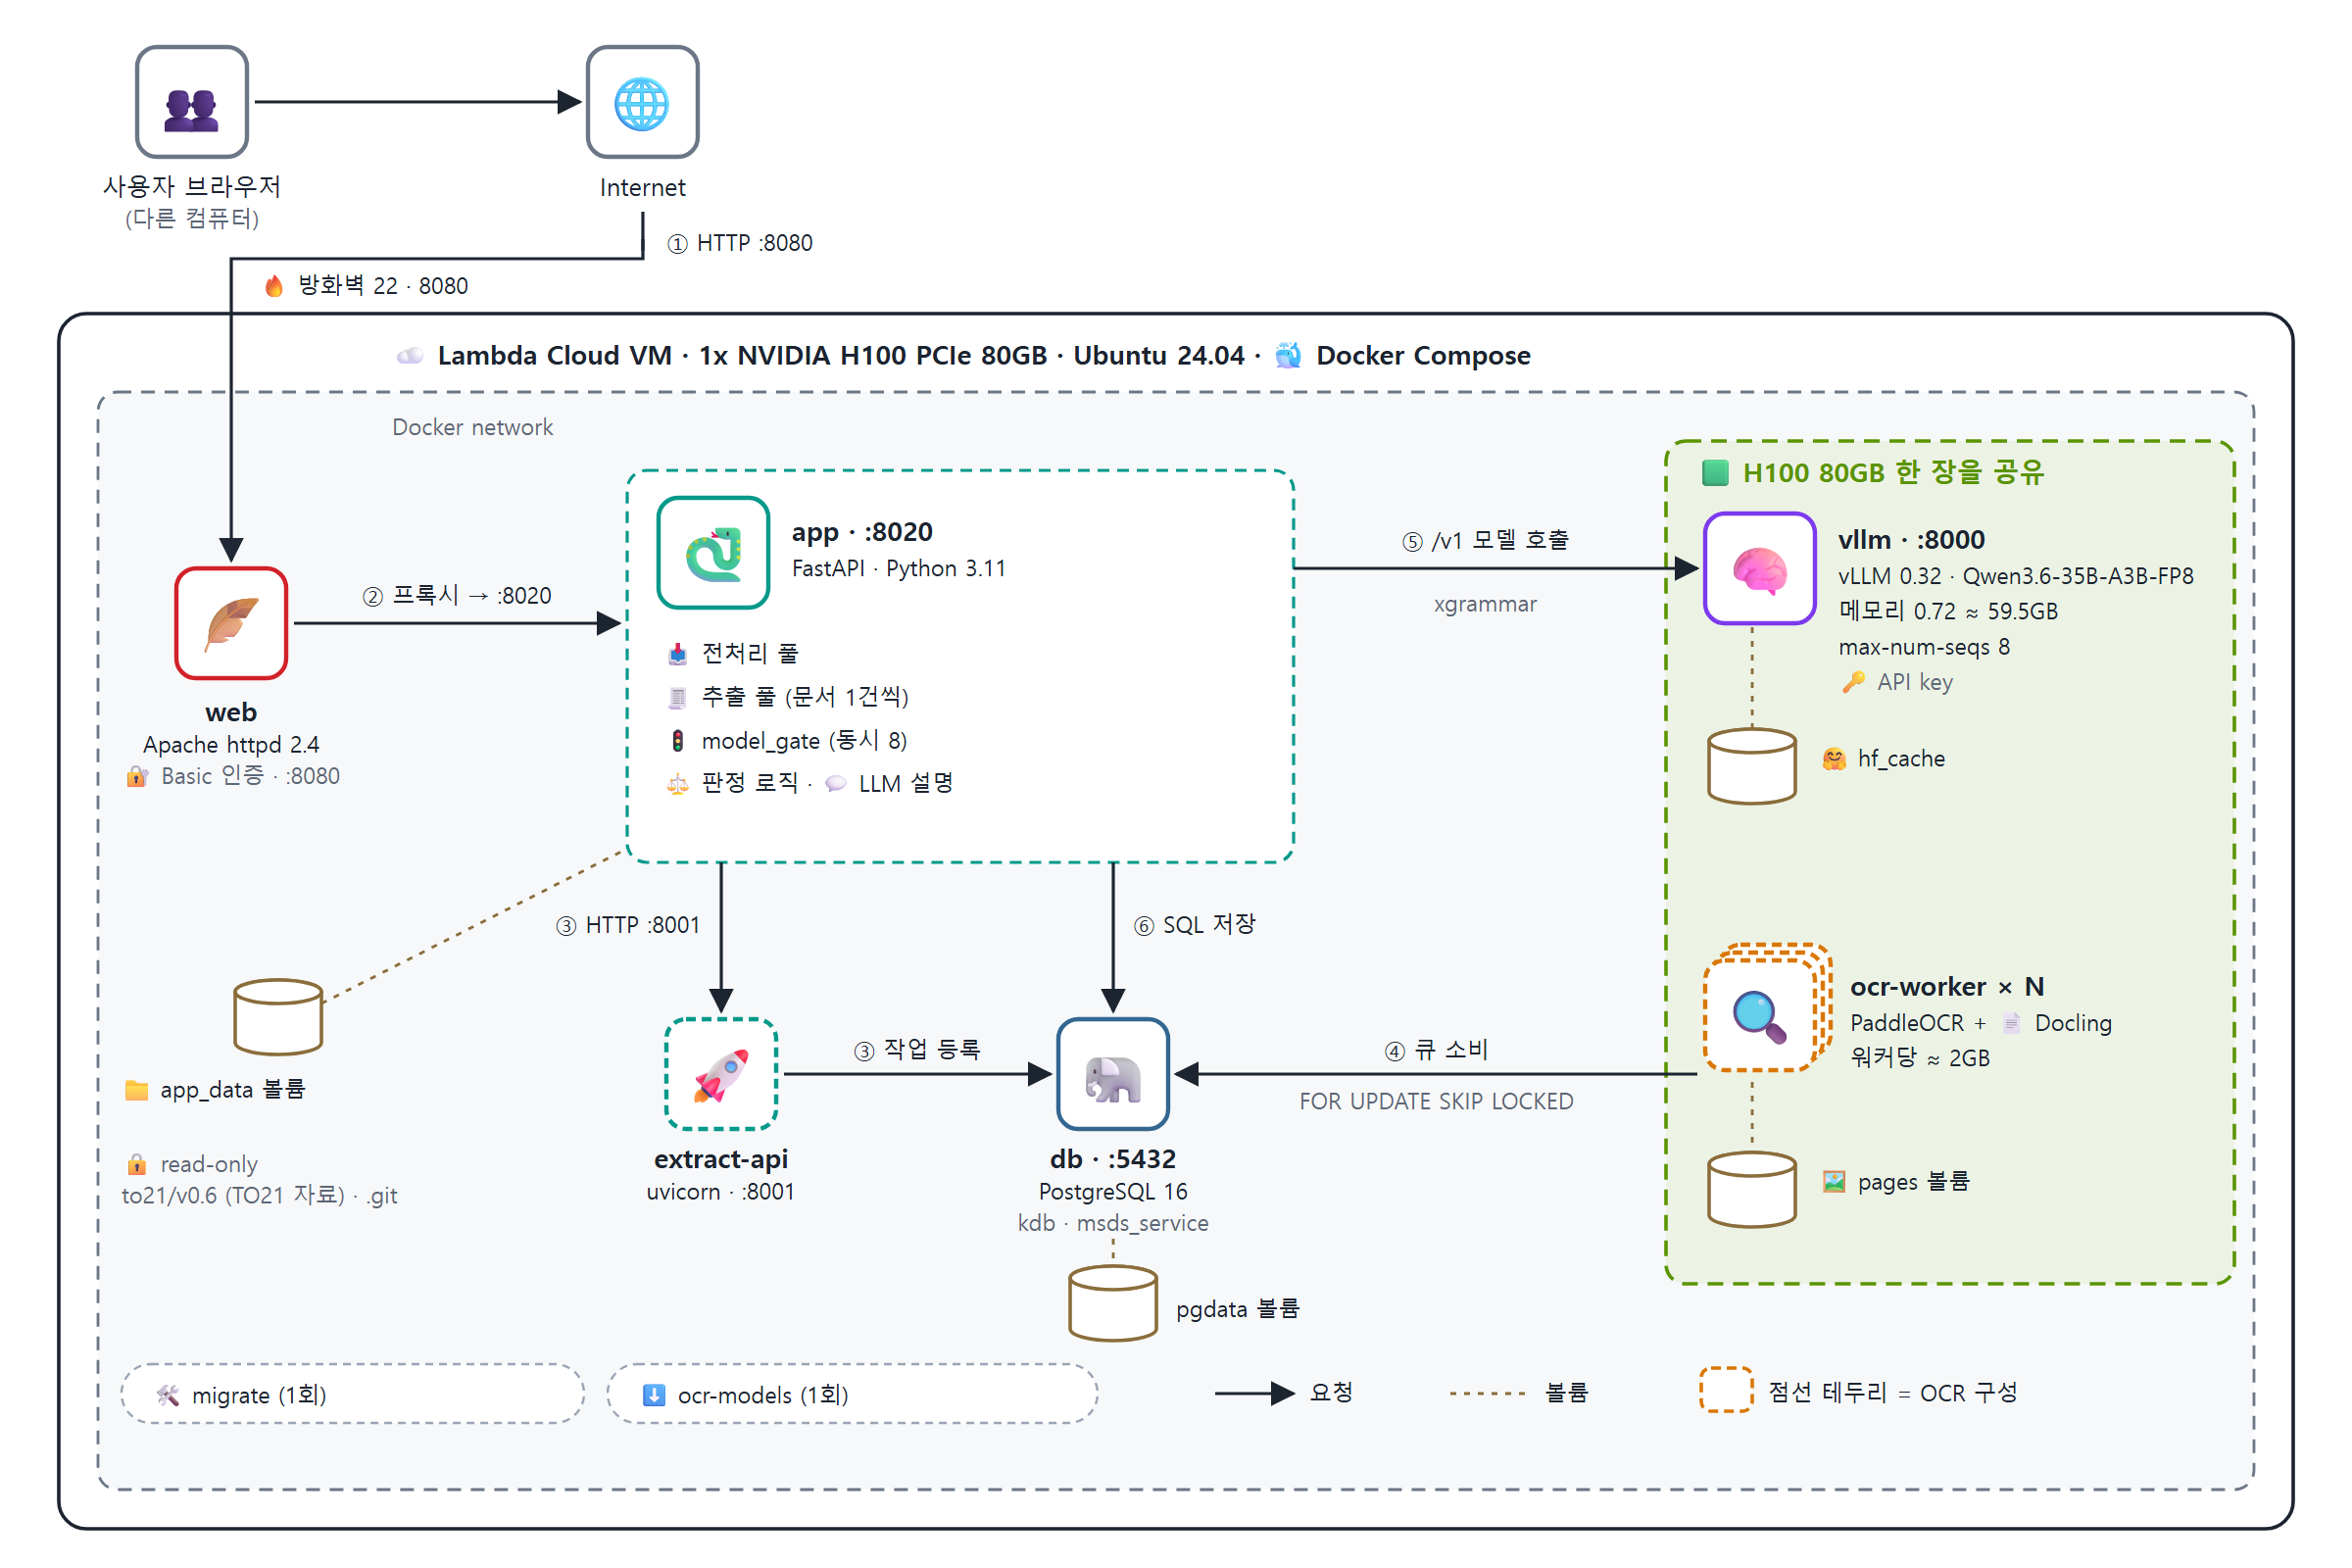 사용자 브라우저
(다른 컴퓨터)
Internet
① HTTP :8080
방화벽 22 · 8080
Lambda Cloud VM · 1x NVIDIA H100 PCIe 80GB · Ubuntu 24.04 · Docker Compose
Docker network
web
Apache httpd 2.4
Basic 인증 · :8080
② 프록시 → :8020
app · :8020
FastAPI · Python 3.11
전처리 풀
추출 풀 (문서 1건씩)
model_gate (동시 8)
판정 로직 · LLM 설명
⑤ /v1 모델 호출
xgrammar
H100 80GB 한 장을 공유
vllm · :8000
vLLM 0.32 · Qwen3.6-35B-A3B-FP8
메모리 0.72 ≈ 59.5GB
max-num-seqs 8
API key
hf_cache
③ HTTP :8001
⑥ SQL 저장
app_data 볼륨
read-only
to21/v0.6 (TO21 자료) · .git
extract-api
uvicorn · :8001
③ 작업 등록
db · :5432
PostgreSQL 16
kdb · msds_service
④ 큐 소비
FOR UPDATE SKIP LOCKED
ocr-worker × N
PaddleOCR + Docling
워커당 ≈ 2GB
pages 볼륨
pgdata 볼륨
migrate (1회)
ocr-models (1회)
요청
볼륨
점선 테두리 = OCR 구성